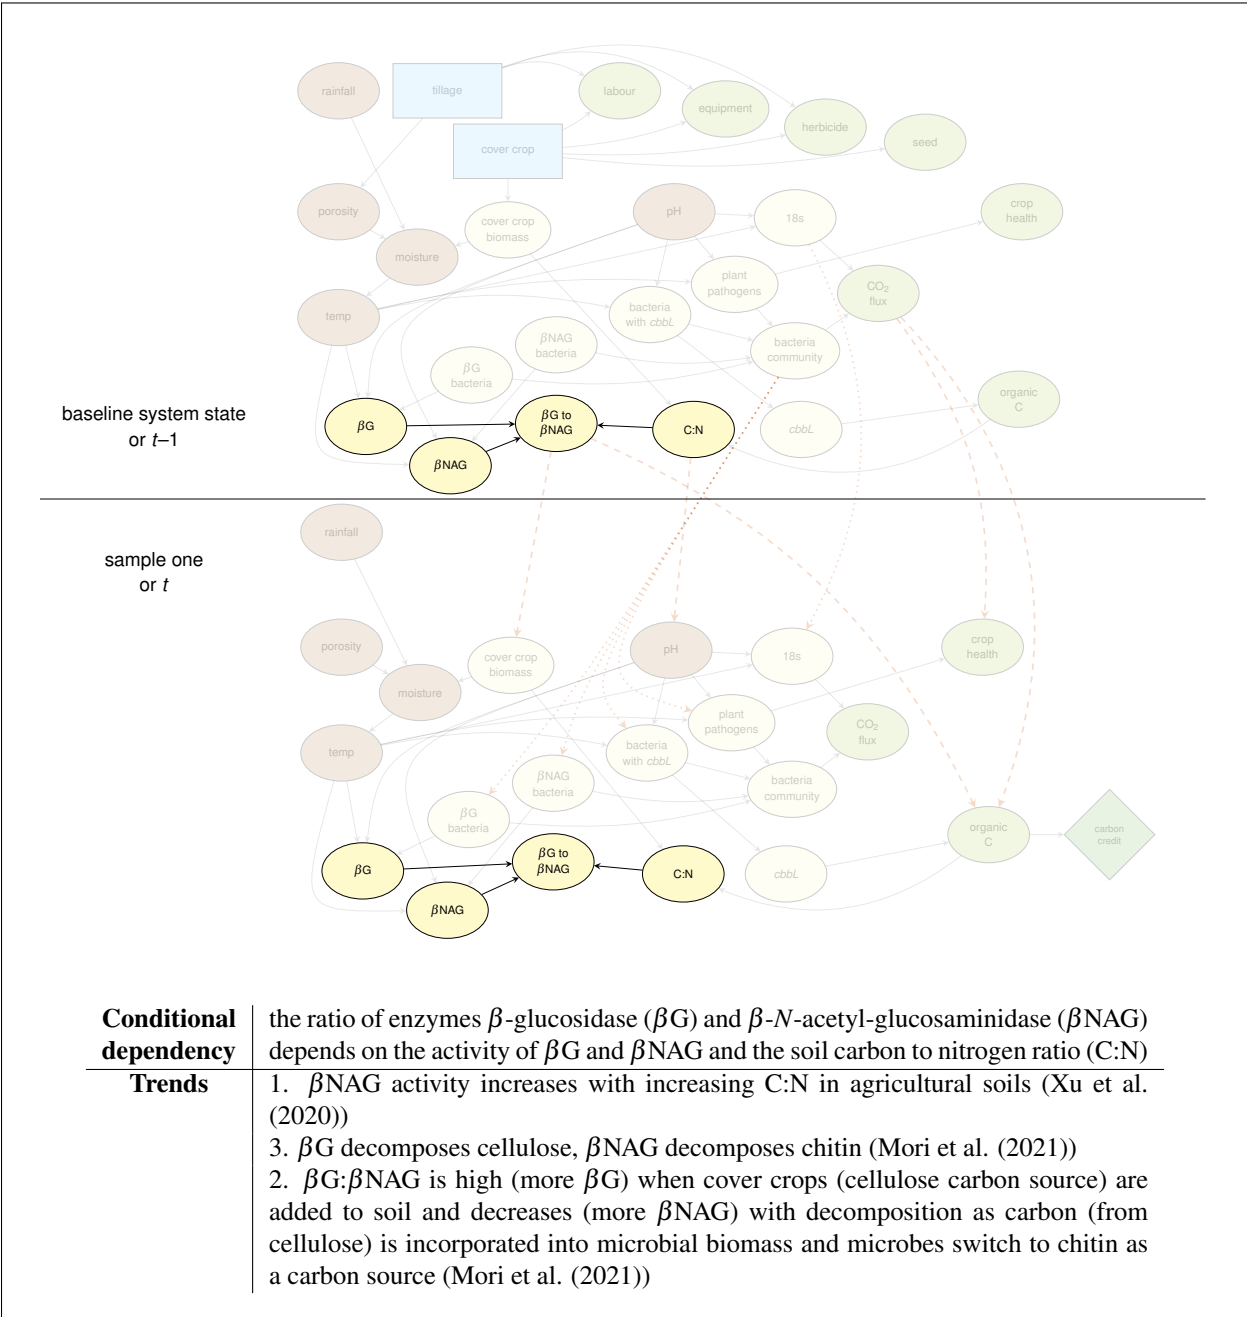 rainfall
tillage
labour
equipment
herbicide
seed
cover crop
porosity
cover crop
biomass
pH
18s
crop
health
moisture
plant
pathogens
CO2
flux
temp
bacteria
with cbbL
βNAG
bacteria
bacteria
community
βG
bacteria
organic
C
baseline system state
or t–1
βG
βG to
βNAG
C:N
cbbL
βNAG
rainfall
sample one
or t
porosity
cover crop
biomass
pH
18s
crop
health
moisture
plant
pathogens
CO2
flux
temp
bacteria
with cbbL
βNAG
bacteria
bacteria
community
βG
bacteria
organic
C
carbon
credit
βG
βG to
βNAG
C:N
cbbL
βNAG
Conditional dependency
the ratio of enzymes β-glucosidase (βG) and β-N-acetyl-glucosaminidase (βNAG)
depends on the activity of βG and βNAG and the soil carbon to nitrogen ratio (C:N)
Trends
1. βNAG activity increases with increasing C:N in agricultural soils (Xu et al.
(2020))
3. βG decomposes cellulose, βNAG decomposes chitin (Mori et al. (2021))
2. βG:βNAG is high (more βG) when cover crops (cellulose carbon source) are
added to soil and decreases (more βNAG) with decomposition as carbon (from
cellulose) is incorporated into microbial biomass and microbes switch to chitin as
a carbon source (Mori et al. (2021))